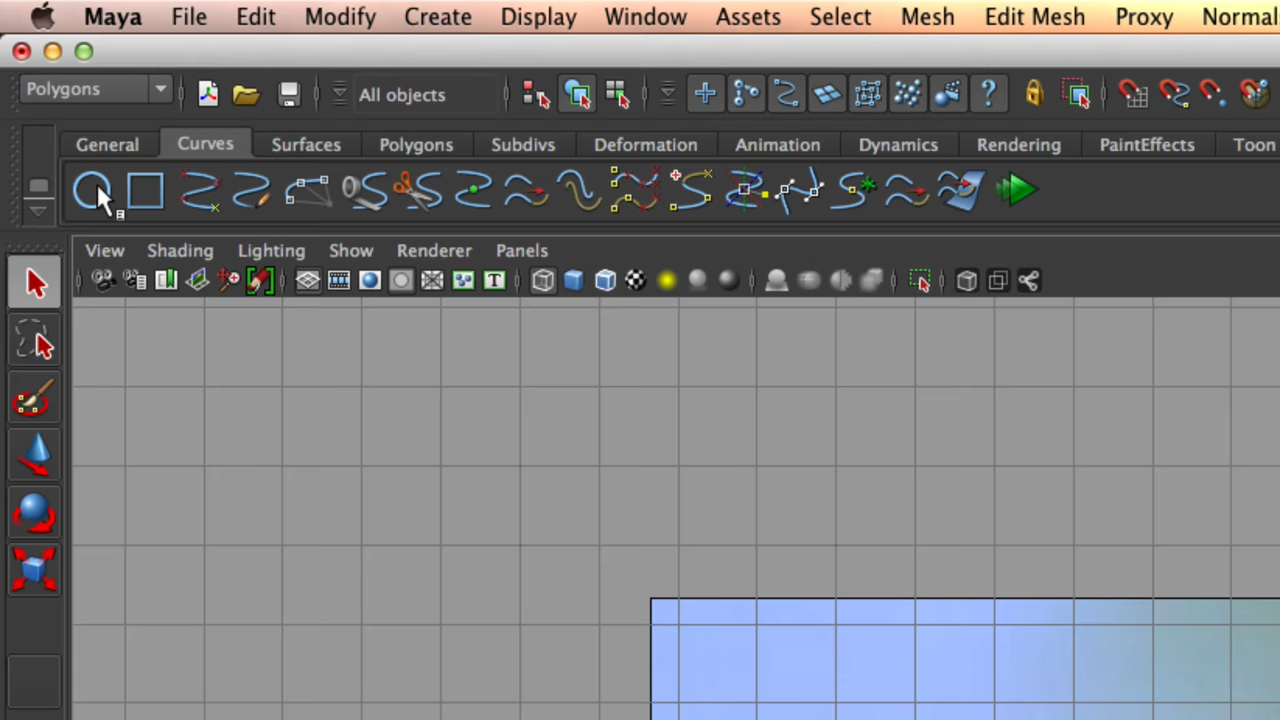 Maya File Edit Modify Create Display Window Assets Select Mesh Edit Mesh Proxy Normal
Polygons All objects ?
General Curves Surfaces Polygons Subdivs Deformation Animation Dynamics Rendering PaintEffects Toon
View Shading Lighting Show Renderer Panels
T